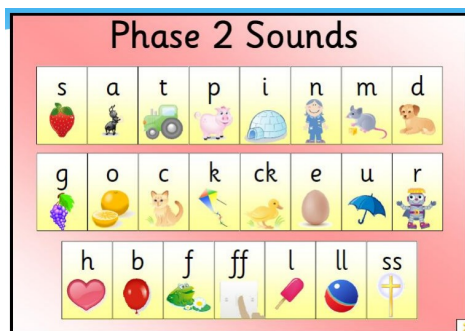 Phase 2 Sounds
s a t p i n m d
g o c k ck e u r
h b f ff l ll ss